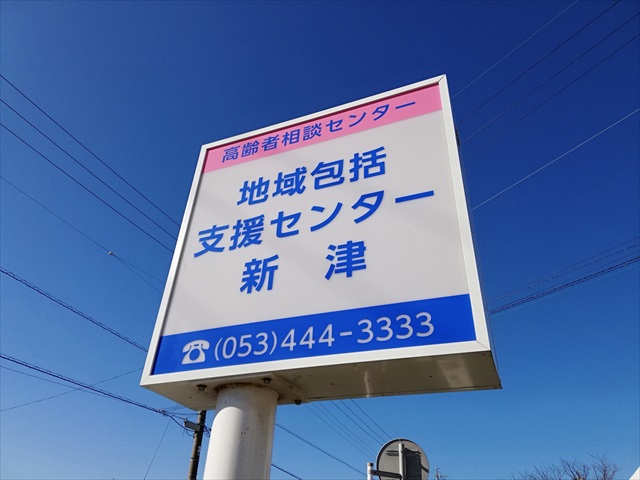 高齢者相談センター
地域包括
支援センター
新 津
☎(053)444-3333